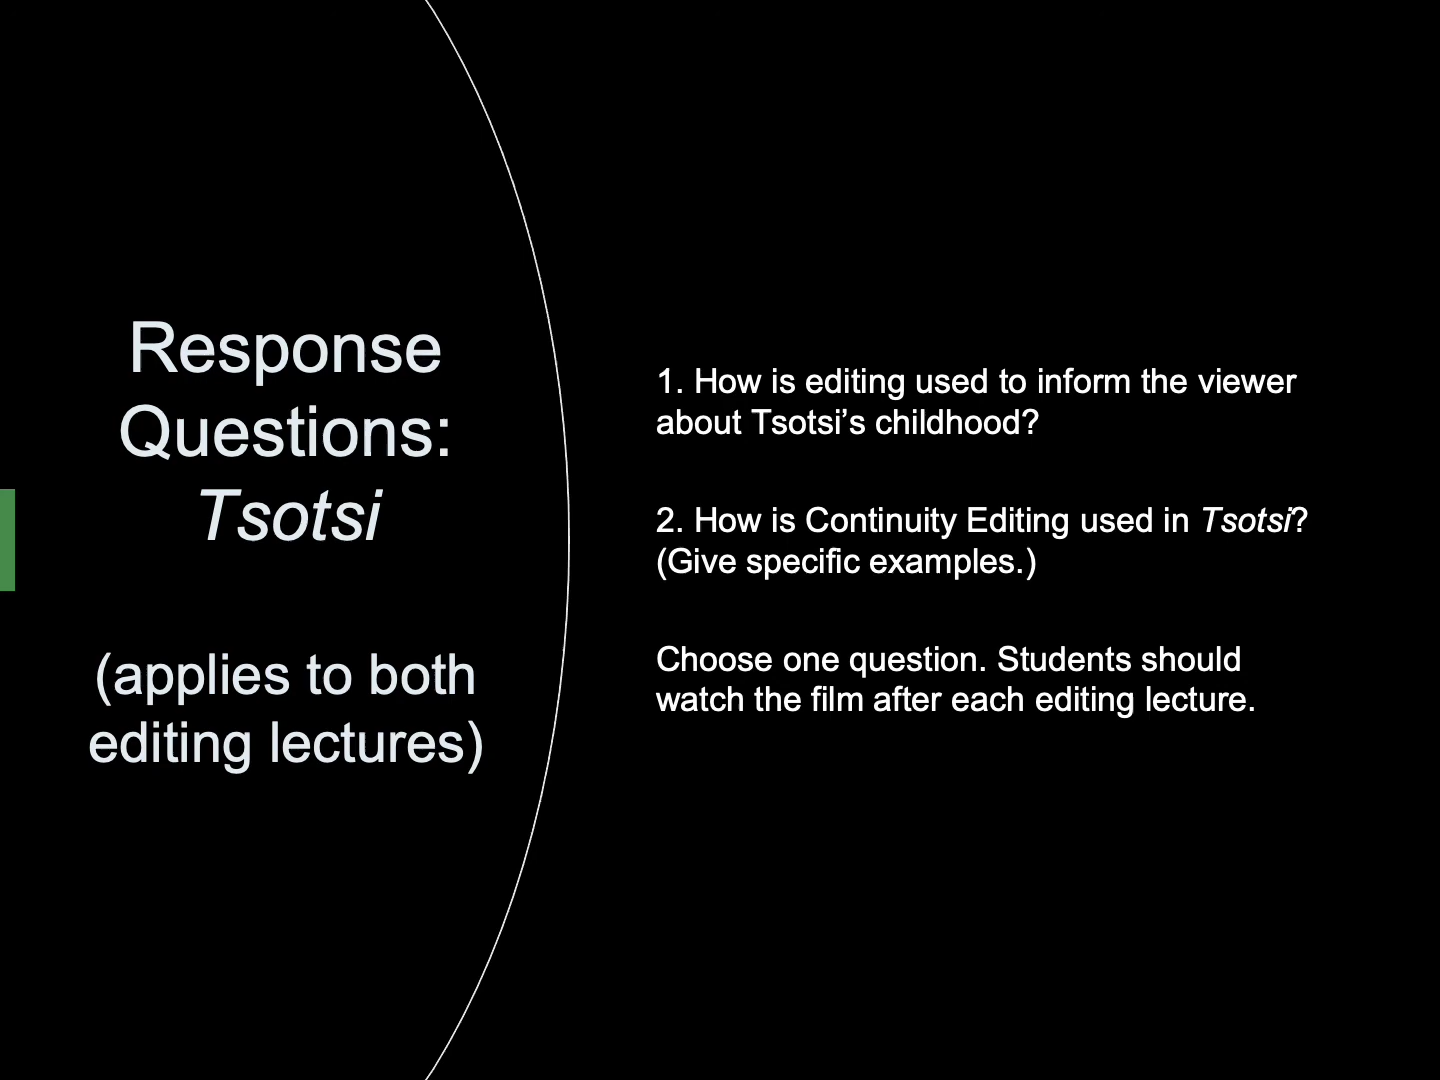 Response
Questions:
Tsotsi
(applies to both
editing lectures)
1. How is editing used to inform the viewer
about Tsotsi’s childhood?
2. How is Continuity Editing used in Tsotsi?
(Give specific examples.)
Choose one question. Students should
watch the film after each editing lecture.